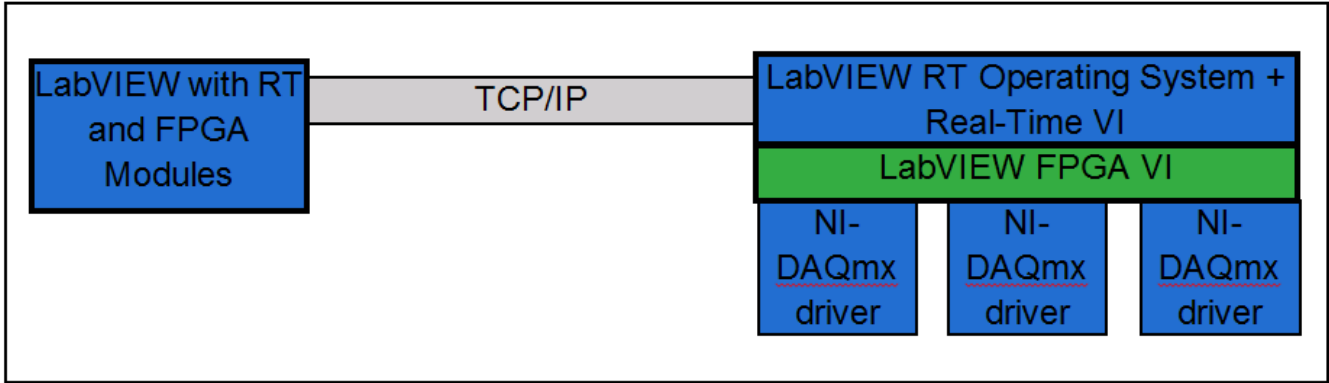 LabVIEW with RT
and FPGA
Modules
TCP/IP
LabVIEW RT Operating System +
Real-Time VI
LabVIEW FPGA VI
NI-
DAQmx
driver
NI-
DAQmx
driver
NI-
DAQmx
driver